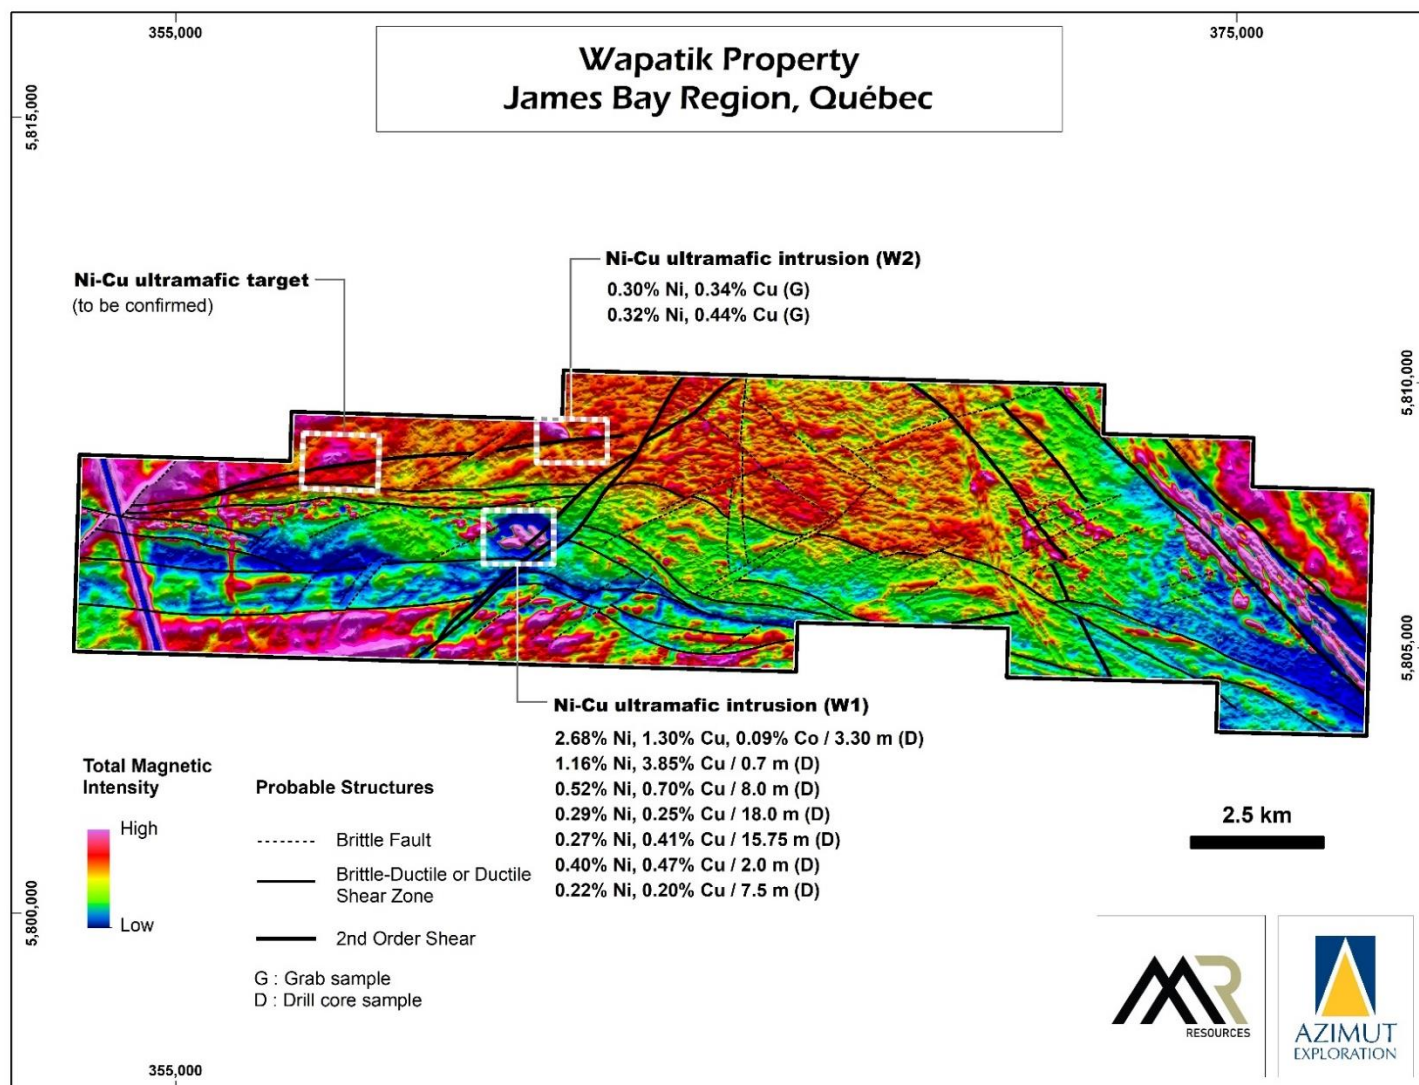 355,000
375,000
Wapatik Property
James Bay Region, Québec
5,815,000
Ni-Cu ultramafic target
(to be confirmed)
Ni-Cu ultramafic intrusion (W2)
0.30% Ni, 0.34% Cu (G)
0.32% Ni, 0.44% Cu (G)
5,810,000
5,805,000
Ni-Cu ultramafic intrusion (W1)
2.68% Ni, 1.30% Cu, 0.09% Co / 3.30 m (D)
1.16% Ni, 3.85% Cu / 0.7 m (D)
0.52% Ni, 0.70% Cu / 8.0 m (D)
0.29% Ni, 0.25% Cu / 18.0 m (D)
0.27% Ni, 0.41% Cu / 15.75 m (D)
0.40% Ni, 0.47% Cu / 2.0 m (D)
0.22% Ni, 0.20% Cu / 7.5 m (D)
Total Magnetic
Intensity
High
Low
Probable Structures
Brittle Fault
Brittle-Ductile or Ductile
Shear Zone
2nd Order Shear
G : Grab sample
D : Drill core sample
2.5 km
5,800,000
MR
RESOURCES
AZIMUT
EXPLORATION
355,000